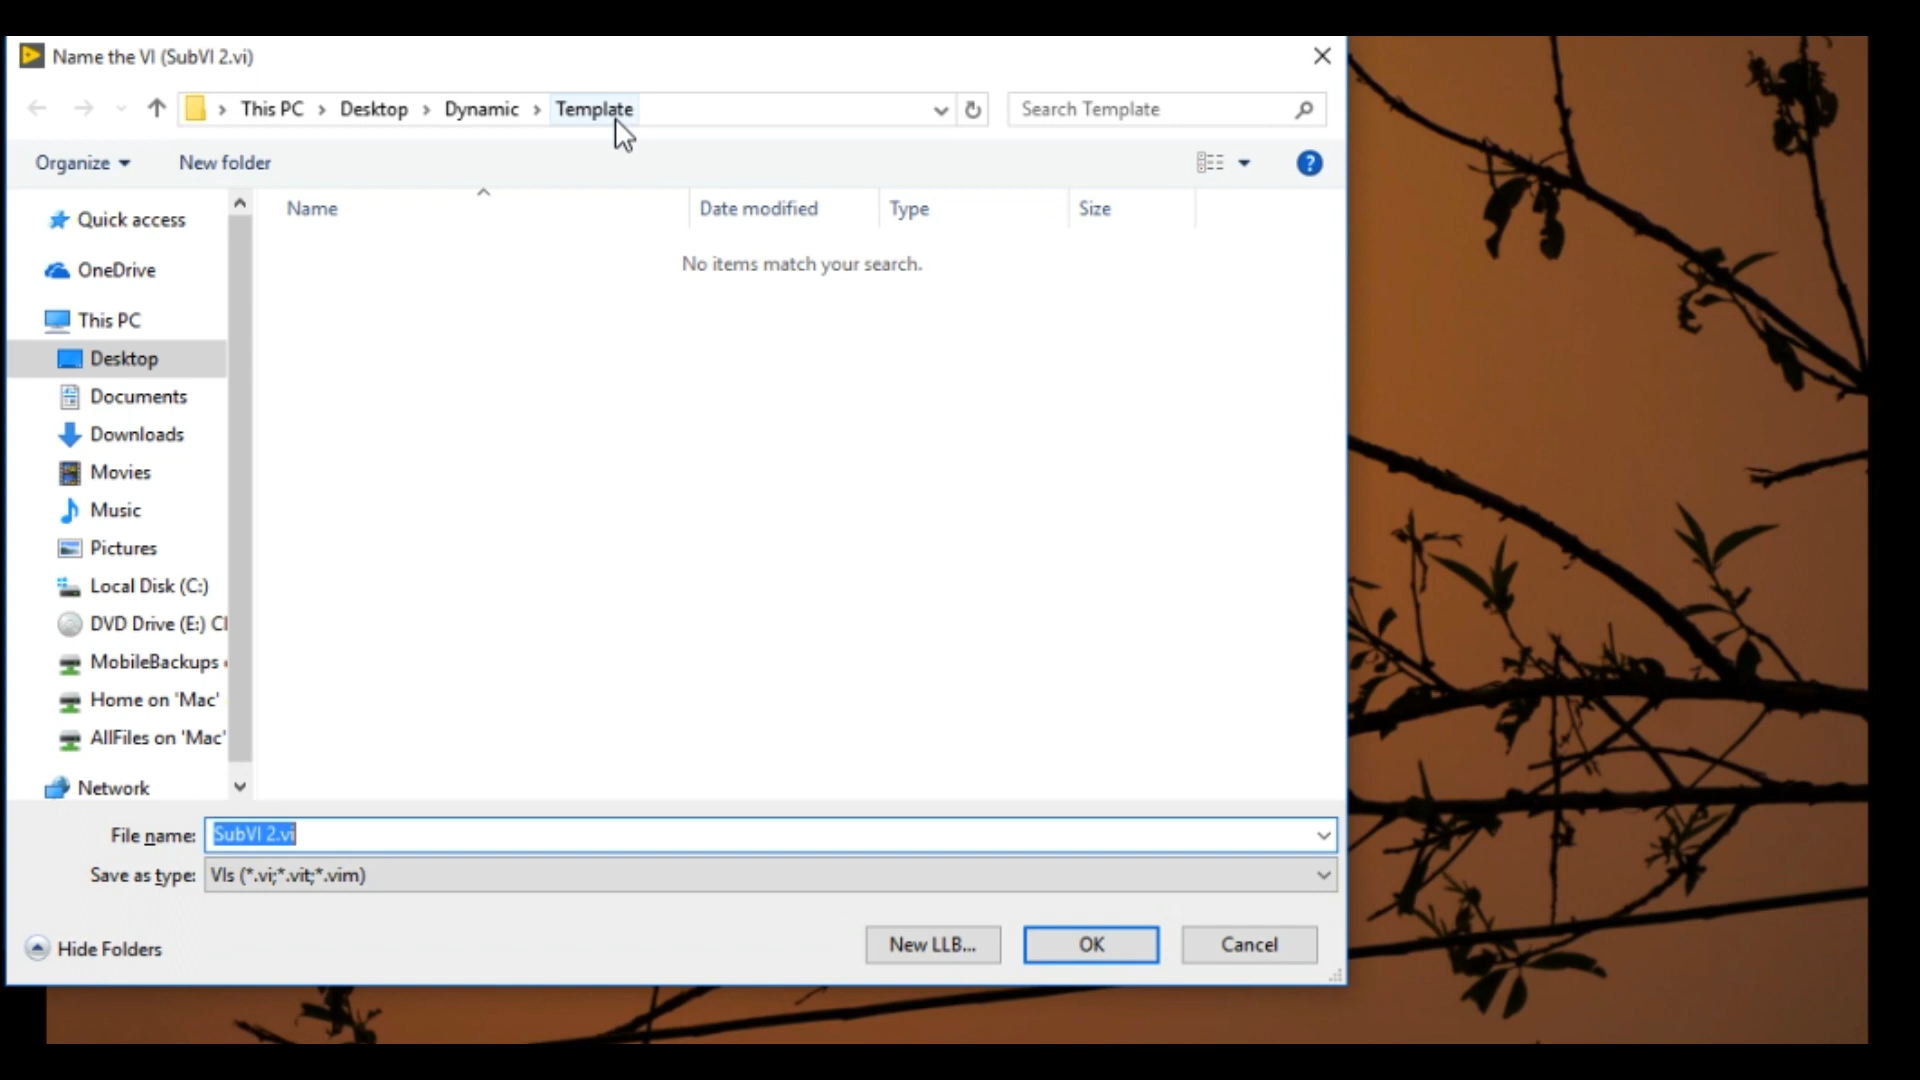 Name the VI (SubVI 2.vi)
This PC > Desktop > Dynamic > Template
Search Template
Organize
New folder
Name
Date modified
Type
Size
No items match your search.
Quick access
OneDrive
This PC
Desktop
Documents
Downloads
Movies
Music
Pictures
Local Disk (C:)
DVD Drive (E:) Cl
MobileBackups
Home on 'Mac'
AllFiles on 'Mac'
Network
File name: SubVI 2.vi
Save as type: VIs (*.vi;*.vit;*.vim)
Hide Folders
New LLB...
OK
Cancel